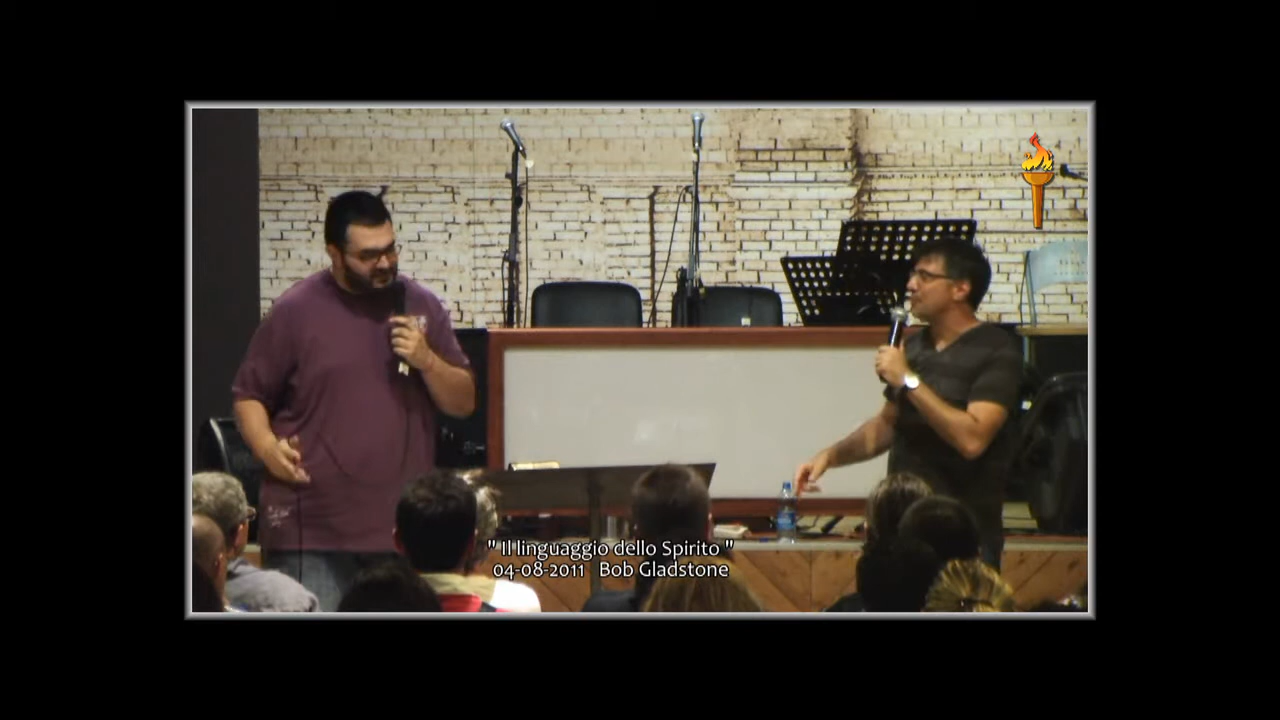 " Il linguaggio dello Spirito "
04-08-2011 Bob Gladstone